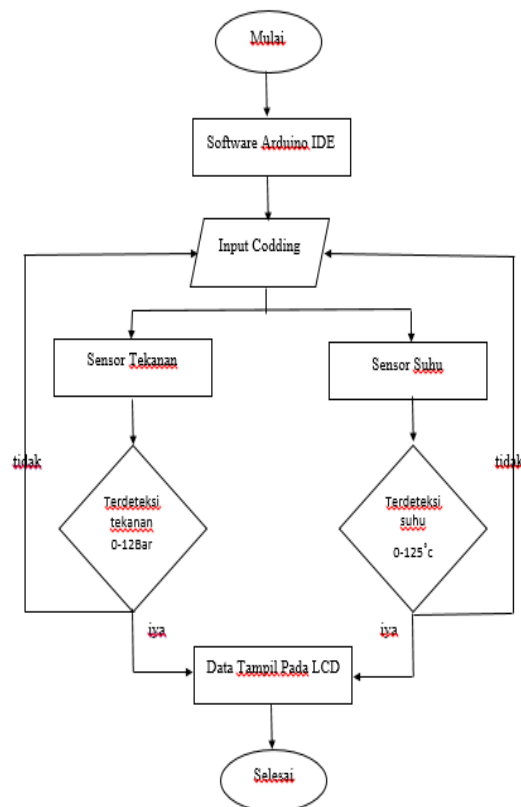 Mulai
Software Arduino IDE
Input Codding
Sensor Tekanan
Sensor Suhu
tidak
tidak
Terdeteksi
tekanan
0-12Bar
Terdeteksi
suhu
0-125°c
iya
iya
Data Tampil Pada LCD
Selesai